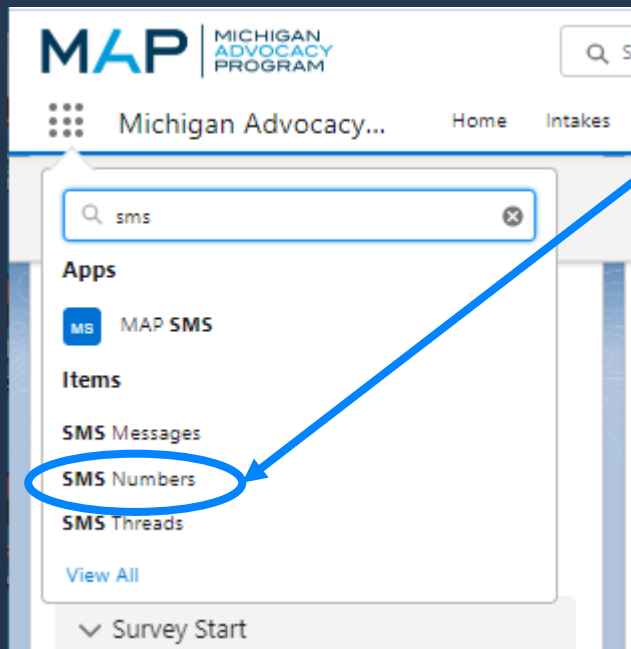 MAP
MICHIGAN
ADVOCACY
PROGRAM
S
Michigan Advocacy... Home Intakes
sms
Apps
MS MAP SMS
Items
SMS Messages
SMS Numbers
SMS Threads
View All
Survey Start